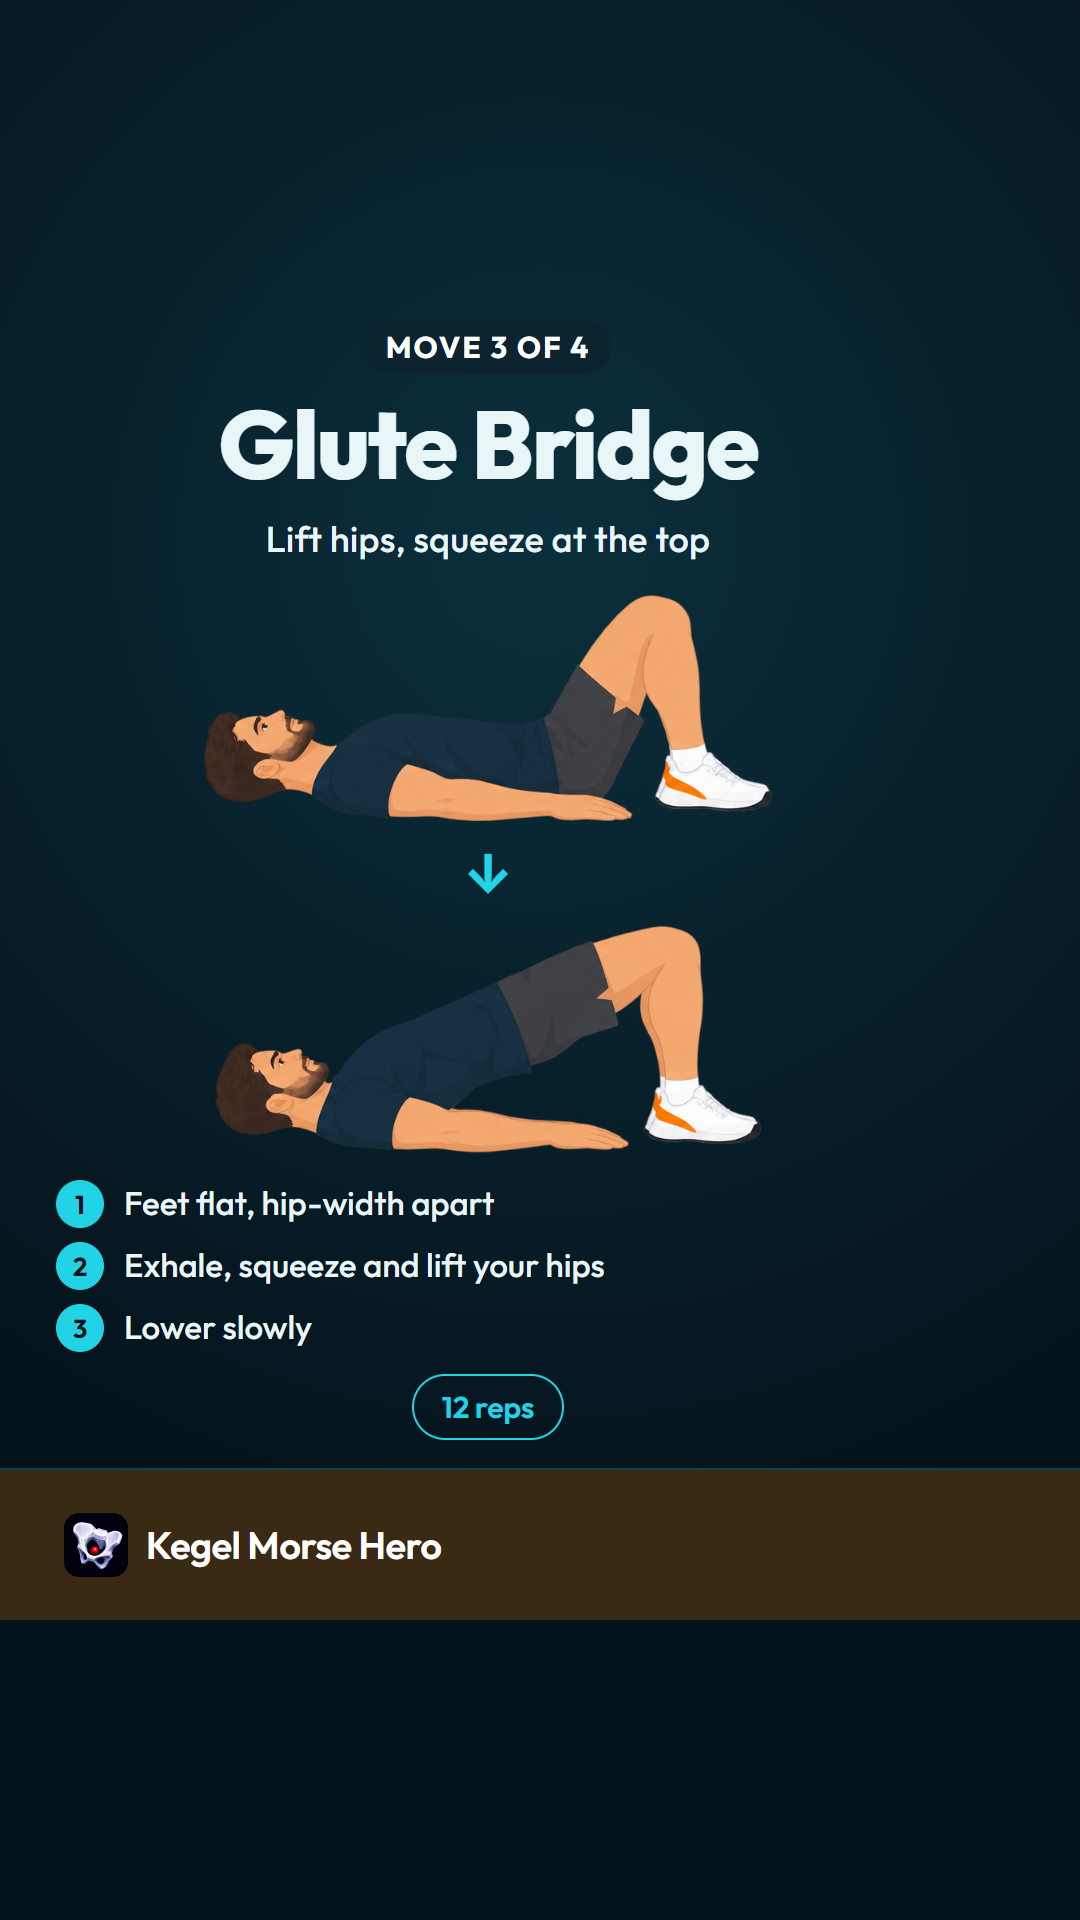 MOVE 3 OF 4
Glute Bridge
Lift hips, squeeze at the top
1 Feet flat, hip-width apart
2 Exhale, squeeze and lift your hips
3 Lower slowly
12 reps
Kegel Morse Hero